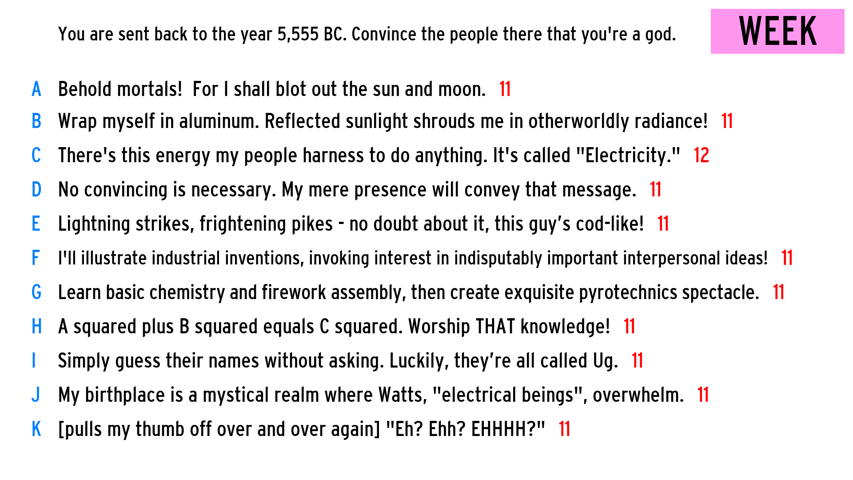 You are sent back to the year 5,555 BC. Convince the people there that you're a god.
WEEK
A Behold mortals! For I shall blot out the sun and moon. 11
B Wrap myself in aluminum. Reflected sunlight shrouds me in otherworldly radiance! 11
C There's this energy my people harness to do anything. It's called "Electricity." 12
D No convincing is necessary. My mere presence will convey that message. 11
E Lightning strikes, frightening pikes - no doubt about it, this guy’s cod-like! 11
F I'll illustrate industrial inventions, invoking interest in indisputably important interpersonal ideas! 11
G Learn basic chemistry and firework assembly, then create exquisite pyrotechnics spectacle. 11
H A squared plus B squared equals C squared. Worship THAT knowledge! 11
I Simply guess their names without asking. Luckily, they’re all called Ug. 11
J My birthplace is a mystical realm where Watts, "electrical beings", overwhelm. 11
K [pulls my thumb off over and over again] "Eh? Ehh? EHHHH?" 11